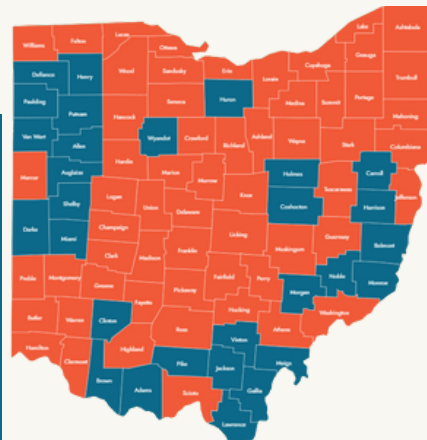 Williams
Fulton
Lucas
Ottawa
Lake
Ashtabula
Defiance
Henry
Wood
Sandusky
Erie
Lorain
Cuyahoga
Geauga
Trumbull
Paulding
Putnam
Hancock
Seneca
Huron
Medina
Summit
Portage
Mahoning
Van Wert
Allen
Wyandot
Crawford
Richland
Ashland
Wayne
Stark
Columbiana
Mercer
Auglaize
Hardin
Marion
Morrow
Knox
Holmes
Tuscarawas
Carroll
Jefferson
Shelby
Logan
Union
Delaware
Coshocton
Harrison
Darke
Miami
Champaign
Clark
Madison
Franklin
Licking
Muskingum
Guernsey
Belmont
Preble
Montgomery
Greene
Fayette
Pickaway
Fairfield
Perry
Morgan
Noble
Monroe
Butler
Warren
Clinton
Ross
Hocking
Athens
Washington
Hamilton
Clermont
Highland
Pike
Vinton
Meigs
Brown
Adams
Scioto
Jackson
Gallia
Lawrence